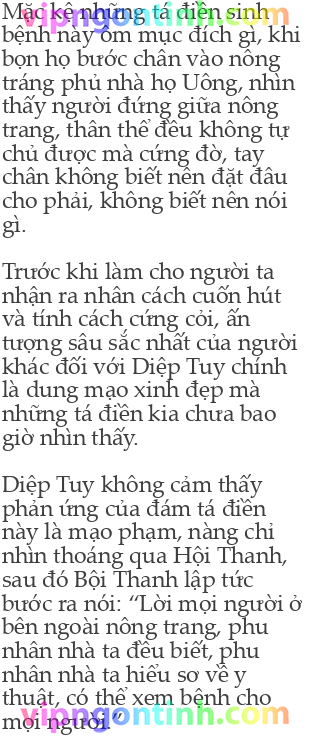 Mặc kệ những tá điền sinh
bệnh này ôm mục đích gì, khi
bọn họ bước chân vào nông
tráng phủ nhà họ Uông, nhìn
thấy người đứng giữa nông
trang, thân thể đều không tự
chủ được mà cứng đờ, tay
chân không biết nên đặt đâu
cho phải, không biết nên nói
gì.
Trước khi làm cho người ta
nhận ra nhân cách cuốn hút
và tính cách cứng cỏi, ấn
tượng sâu sắc nhất của người
khác đối với Diệp Tuy chính
là dung mạo xinh đẹp mà
những tá điền kia chưa bao
giờ nhìn thấy.
Diệp Tuy không cảm thấy
phản ứng của đám tá điền
này là mạo phạm, nàng chỉ
nhìn thoáng qua Hội Thanh,
sau đó Bội Thanh lập tức
bước ra nói: “Lời mọi người ở
bên ngoài nông trang, phu
nhân nhà ta đều biết, phu
nhân nhà ta hiểu sơ về y
thuật, có thể xem bệnh cho
mọi người.”
vipngontinh.com
vipngontinh.com